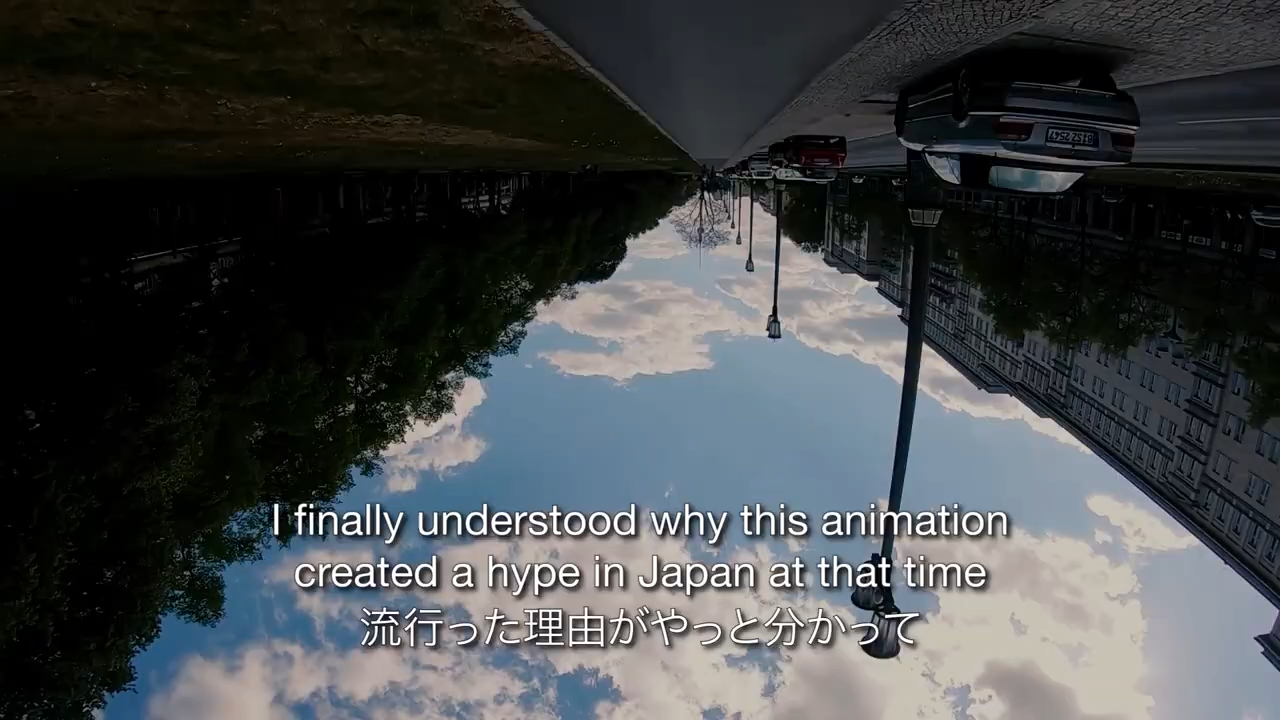 I finally understood why this animation
created a hype in Japan at that time
流行った理由がやっと分かって